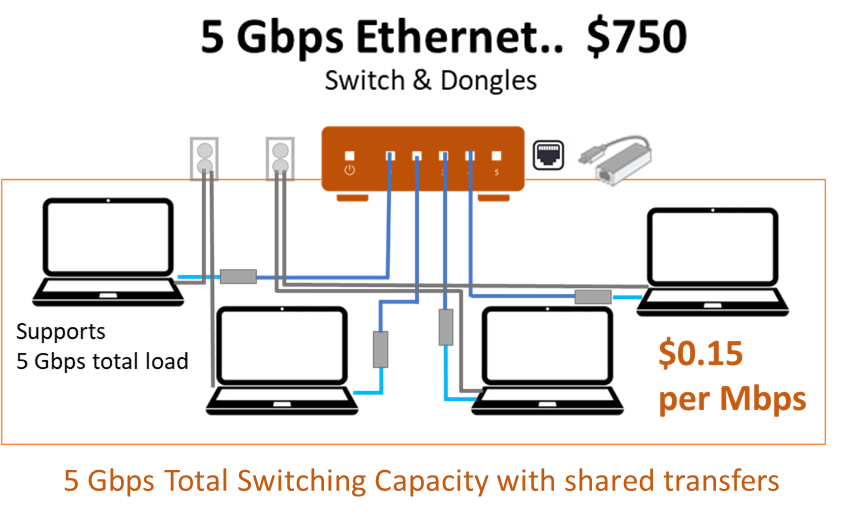 5 Gbps Ethernet.. $750
Switch & Dongles
3
5
Supports
5 Gbps total load
$0.15
per Mbps
5 Gbps Total Switching Capacity with shared transfers